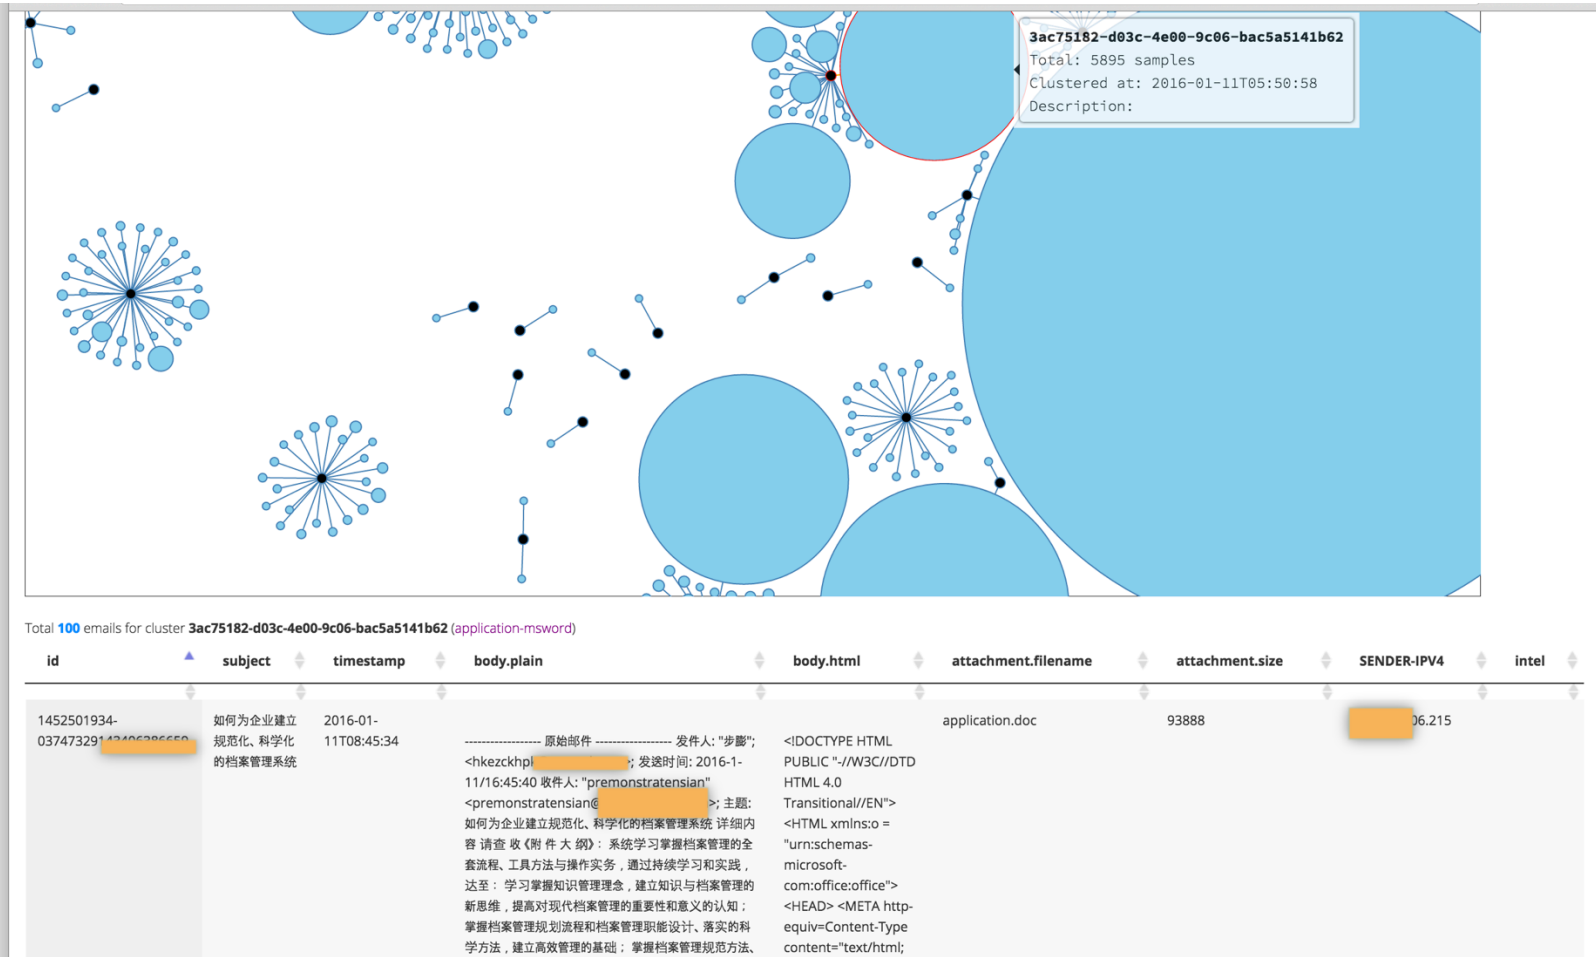 3ac75182-d03c-4e00-9c06-bac5a5141b62
Total: 5895 samples
Clustered at: 2016-01-11T05:50:58
Description:
Total 100 emails for cluster 3ac75182-d03c-4e00-9c06-bac5a5141b62 (application-msword)
id subject timestamp body.plain body.html attachment.filename attachment.size SENDER-IPV4 intel
1452501934-
03747329
如何为企业建立
规范化、科学化
的档案管理系统
2016-01-
11T08:45:34
------------------ 原始邮件 ------------------ 发件人: "步膨";
<hkezckhpl >; 发送时间: 2016-1-
11/16:45:40 收件人: "premonstratensian"
<premonstratensian@ >; 主题:
如何为企业建立规范化、科学化的档案管理系统 详细内
容 请查 收《附 件 大 纲》: 系统学习掌握档案管理的全
套流程、工具方法与操作实务，通过持续学习和实践，
达至： 学习掌握知识管理理念，建立知识与档案管理的
新思维，提高对现代档案管理的重要性和意义的认知；
掌握档案管理规划流程和档案管理职能设计、落实的科
学方法，建立高效管理的基础； 掌握档案管理规范方法、
<!DOCTYPE HTML
PUBLIC "-//W3C//DTD
HTML 4.0
Transitional//EN">
<HTML xmlns:o =
"urn:schemas-
microsoft-
com:office:office">
<HEAD> <META http-
equiv=Content-Type
content="text/html;
application.doc
93888
06.215